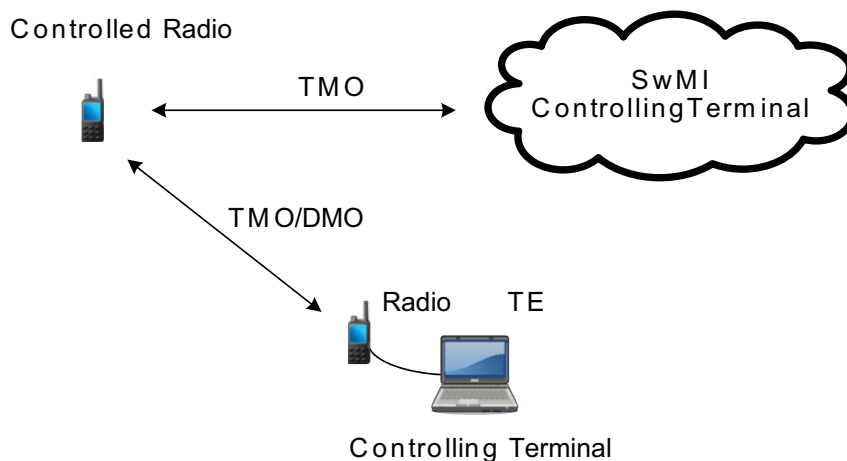 Controlled Radio
TMO
SwMI
ControllingTerminal
TMO/DMO
Radio TE
Controlling Terminal